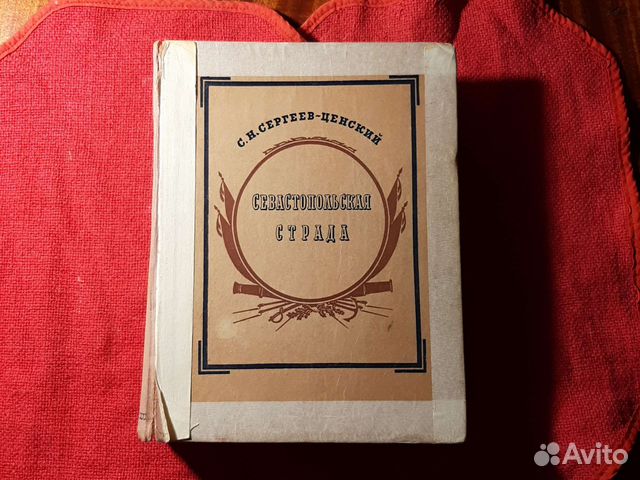 С.Н.СЕРГЕЕВ-ЦЕНСКИЙ
СЕВАСТОПОЛЬСКАЯ
СТРАДА
Avito